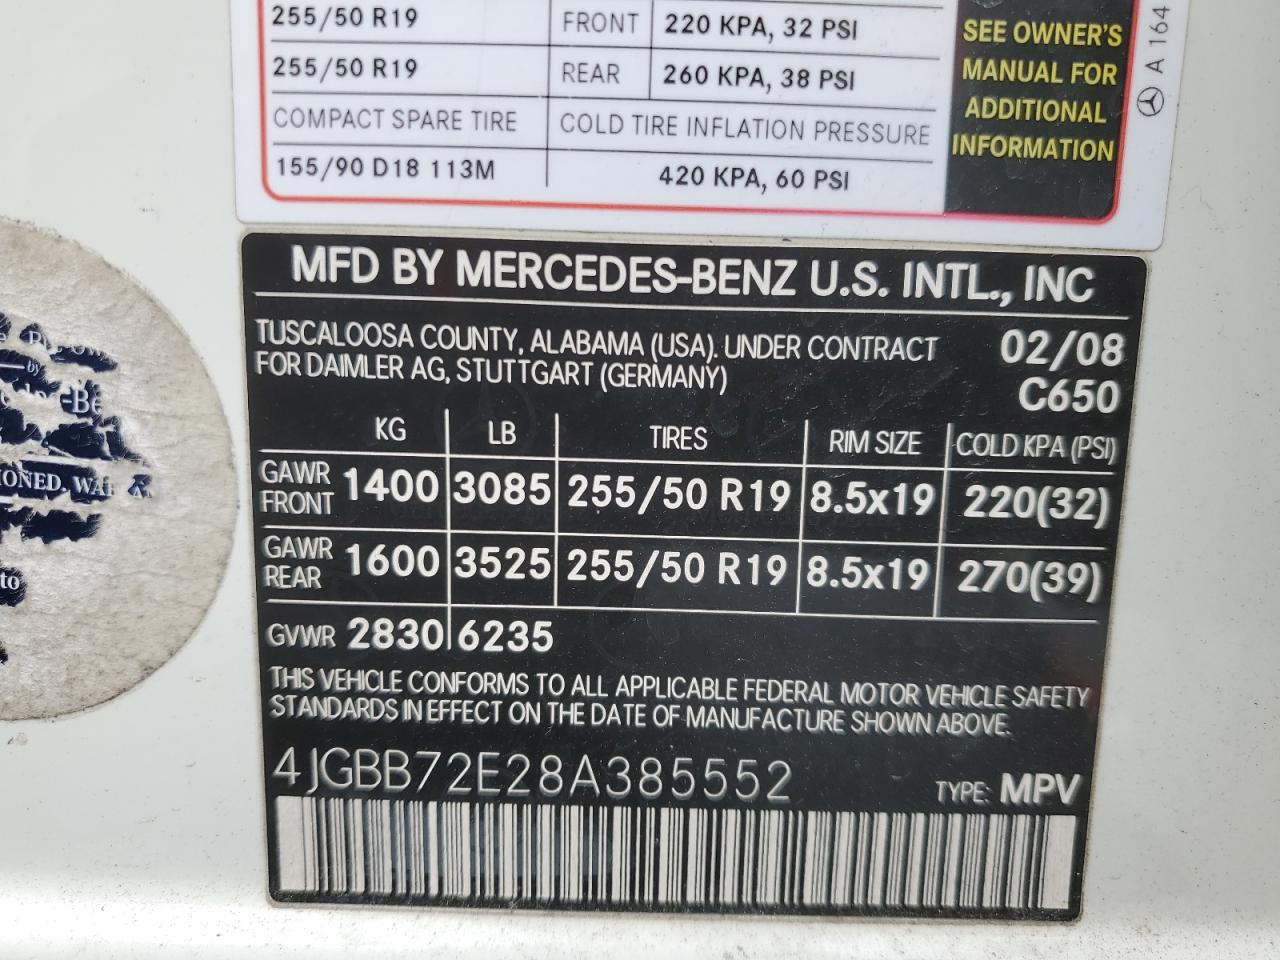 255/50 R19 FRONT 220 KPA, 32 PSI
255/50 R19 REAR 260 KPA, 38 PSI
COMPACT SPARE TIRE COLD TIRE INFLATION PRESSURE
155/90 D18 113M 420 KPA, 60 PSI
SEE OWNER'S
MANUAL FOR
ADDITIONAL
INFORMATION
A 164
MFD BY MERCEDES-BENZ U.S. INTL., INC
TUSCALOOSA COUNTY, ALABAMA (USA). UNDER CONTRACT 02/08
FOR DAIMLER AG, STUTTGART (GERMANY) C650
KG LB TIRES RIM SIZE COLD KPA (PSI)
GAWR FRONT 1400 3085 255/50 R19 8.5x19 220(32)
GAWR REAR 1600 3525 255/50 R19 8.5x19 270(39)
GVWR 2830 6235
THIS VEHICLE CONFORMS TO ALL APPLICABLE FEDERAL MOTOR VEHICLE SAFETY
STANDARDS IN EFFECT ON THE DATE OF MANUFACTURE SHOWN ABOVE.
4JGBB72E28A385552 TYPE: MPV
by
to